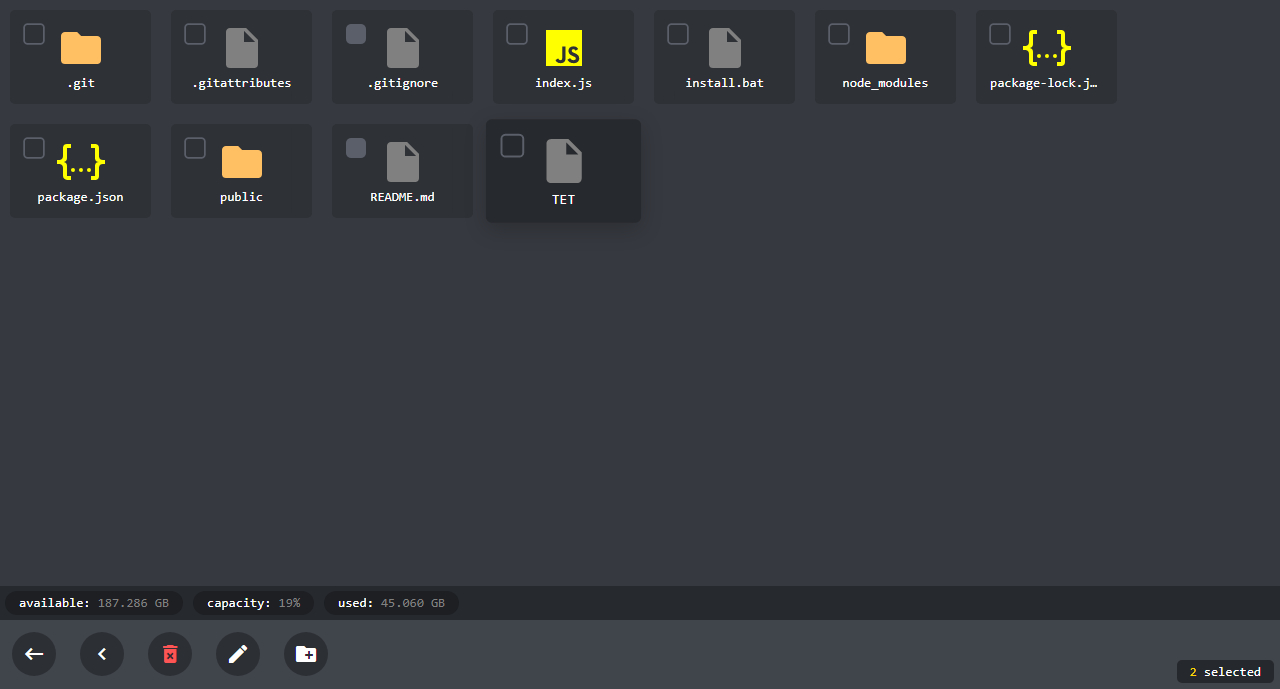 .git
.gitattributes
.gitignore
JS
index.js
install.bat
node_modules
{...}
package-lock.j…
{...}
package.json
public
README.md
TET
available: 187.286 GB
capacity: 19%
used: 45.060 GB
2 selected